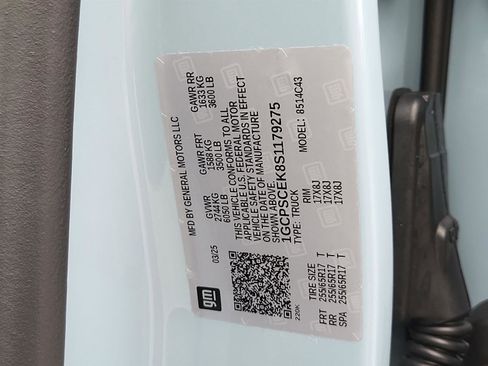 MFD BY GENERAL MOTORS LLC
03/25
GVWR GAWR FRT GAWR RR
2744 KG 1588 KG 1633 KG
6050 LB 3500 LB 3600 LB
THIS VEHICLE CONFORMS TO ALL
APPLICABLE U.S. FEDERAL MOTOR
VEHICLE SAFETY STANDARDS IN EFFECT
ON THE DATE OF MANUFACTURE
SHOWN ABOVE.
1GCPSCEK8S1179275
TYPE: TRUCK MODEL: 8514C43
TIRE SIZE RIM
FRT 255/65R17 T 17X8J
RR 255/65R17 T 17X8J
SPA 255/65R17 T 17X8J
gm
220K